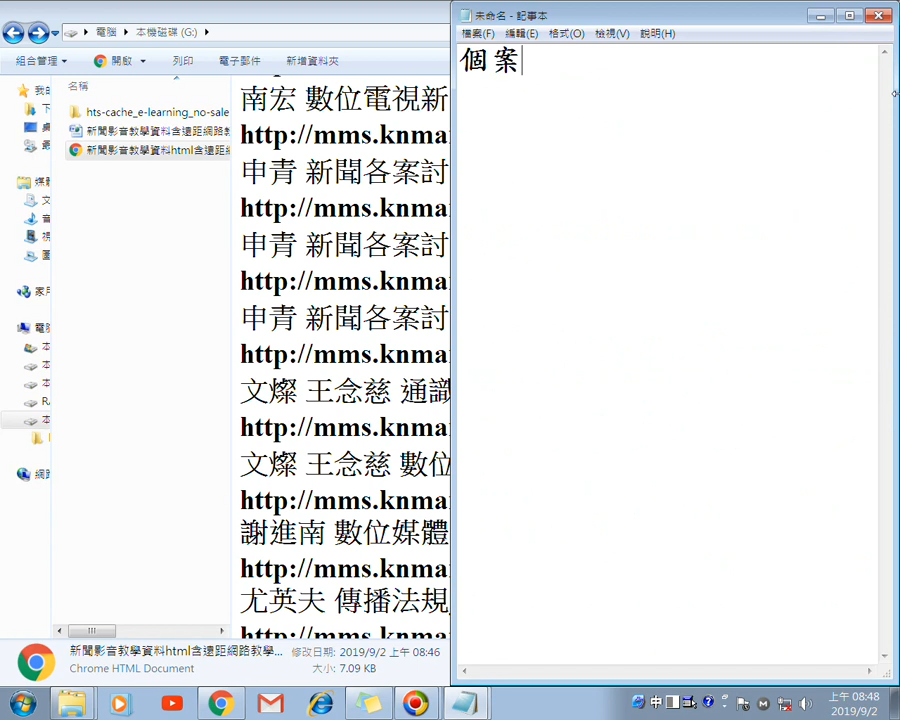 未命名 - 記事本
檔案(F) 編輯(E) 格式(O) 檢視(V) 說明(H)
個案
電腦 本機磁碟 (G:)
組合管理 開啟 列印 電子郵件 新增資料夾
名稱
hts-cache_e-learning_no-sale
新聞影音教學資料含遠距網路教
新聞影音教學資料html含遠距
南宏 數位電視新
http://mms.knma
申青 新聞各案討
http://mms.knma
申青 新聞各案討
http://mms.knma
申青 新聞各案討
http://mms.knma
文燦 王念慈 通識
http://mms.knma
文燦 王念慈 數位
http://mms.knma
謝進南 數位媒體
http://mms.knma
尤英夫 傳播法規
http://mms.knma
新聞影音教學資料html含遠距網路教學... 修改日期: 2019/9/2 上午 08:46
Chrome HTML Document 大小: 7.09 KB
中
上午 08:48
2019/9/2